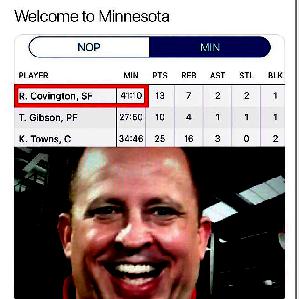 Welcome to Minnesota
NOP MIN
PLAYER MIN PTS REB AST STL BLK
R. Covington, SF 41:10 13 7 2 2 1
T. Gibson, PF 27:50 10 4 1 1 1
K. Towns, C 34:46 25 16 3 0 2